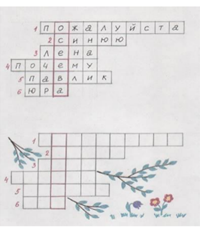 1 пожалуйста
2 синюю
3 лена
4 почему
5 павлик
6 юра
1
2
3
4
5
6